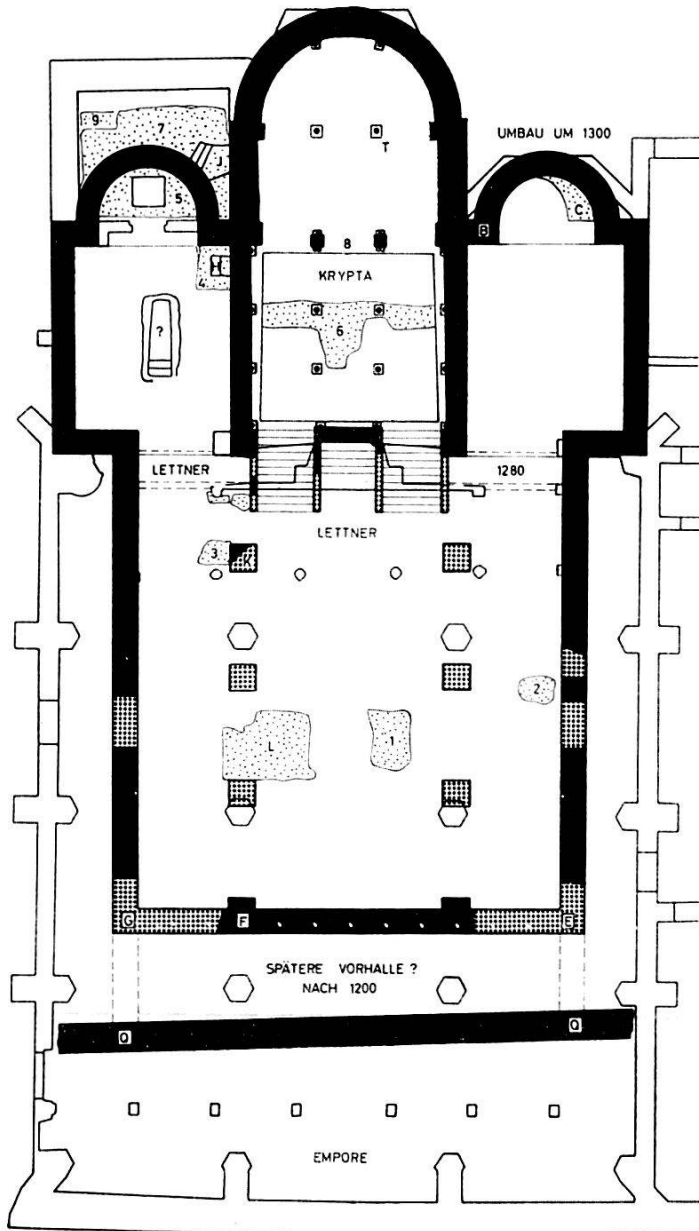 UMBAU UM 1300
9
7
J
T
5
C
B
8
H
4
KRYPTA
?
6
LETTNER
1280
LETTNER
3
K
2
L
1
G
F
E
SPÄTERE VORHALLE ?
NACH 1200
O
O
EMPORE